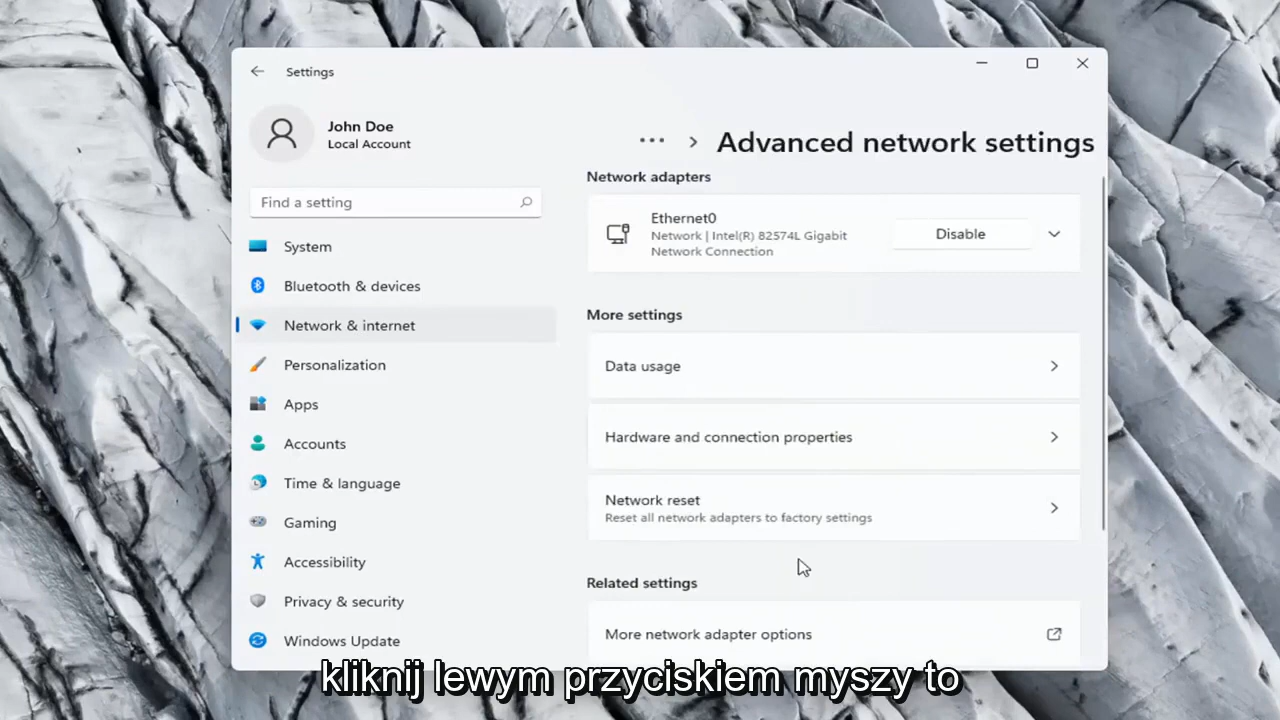 Settings
John Doe
Local Account
Find a setting
System
Bluetooth & devices
Network & internet
Personalization
Apps
Accounts
Time & language
Gaming
Accessibility
Privacy & security
Windows Update
... > Advanced network settings
Network adapters
Ethernet0
Network | Intel(R) 82574L Gigabit
Network Connection
Disable
More settings
Data usage
Hardware and connection properties
Network reset
Reset all network adapters to factory settings
Related settings
More network adapter options
kliknij lewym przyciskiem myszy to